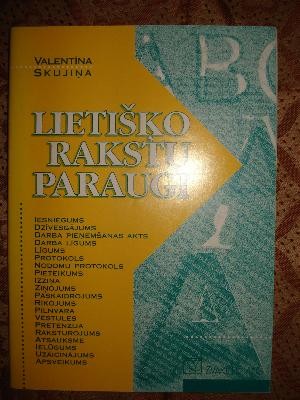 VALENTĪNA
SKUJIŅA
LIETIŠĶO
RAKSTU
PARAUGI
IESNIEGUMS
DZĪVESGĀJUMS
DARBA PIEŅEMŠANAS AKTS
DARBA LĪGUMS
LĪGUMS
PROTOKOLS
NODOMU PROTOKOLS
PIETEIKUMS
IZZIŅA
ZIŅOJUMS
PASKAIDROJUMS
RĪKOJUMS
PILNVARA
VĒSTULES
PRETENZIJA
RAKSTUROJUMS
ATSAUKSME
IELŪGUMS
UZAICINĀJUMS
APSVEIKUMS